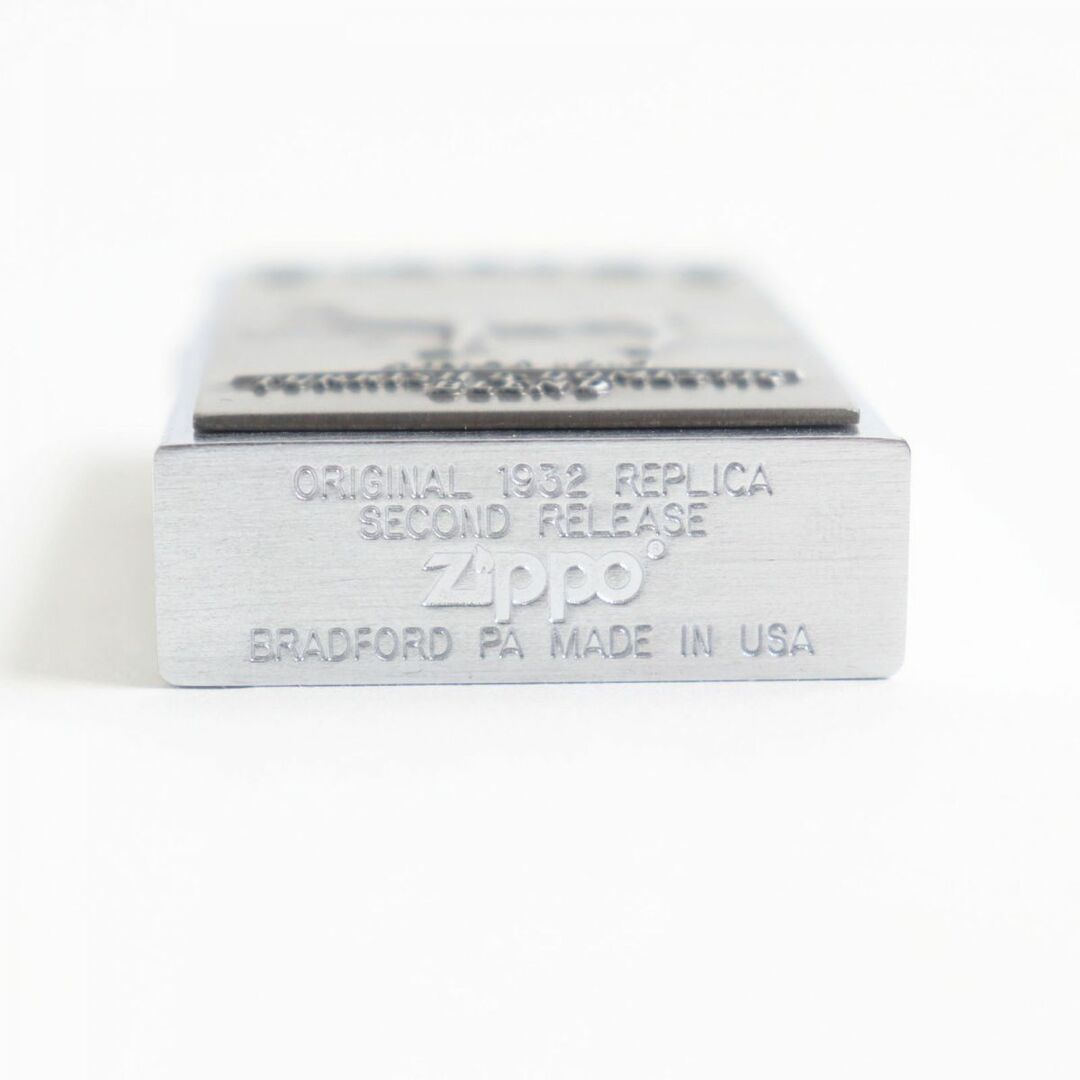 ORIGINAL 1932 REPLICA
SECOND RELEASE
Zippo
BRADFORD PA MADE IN USA